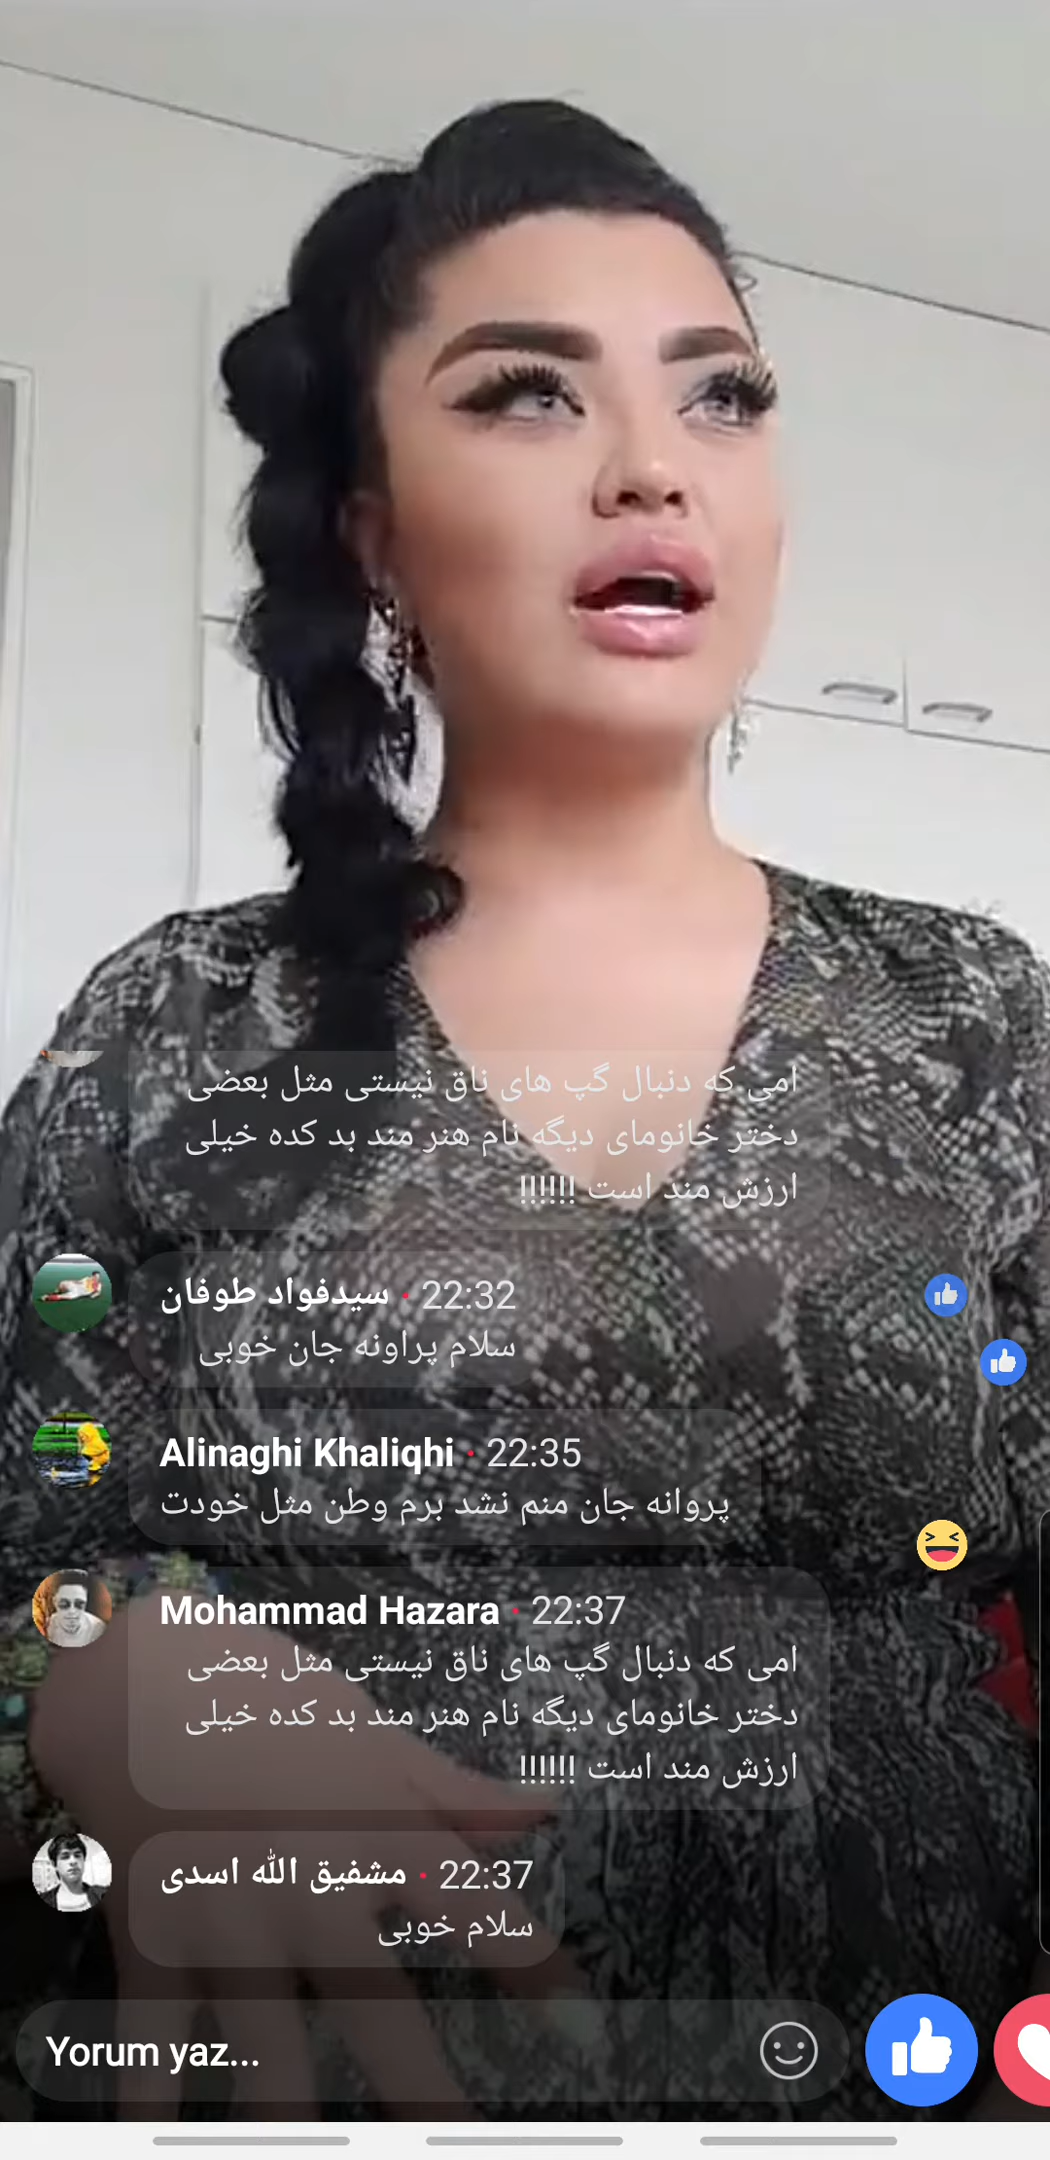 امی که دنبال گپ های ناق نیستی مثل بعضی
دختر خانومای دیگه نام هنر مند بد کده خیلی
ارزش مند است !!!!!!
سیدفواد طوفان • 22:32
سلام پراونه جان خوبی
Alinaghi Khaliqhi • 22:35
پروانه جان منم نشد برم وطن مثل خودت
Mohammad Hazara • 22:37
امی که دنبال گپ های ناق نیستی مثل بعضی
دختر خانومای دیگه نام هنر مند بد کده خیلی
ارزش مند است !!!!!!
مشفیق الله اسدی • 22:37
سلام خوبی
Yorum yaz...